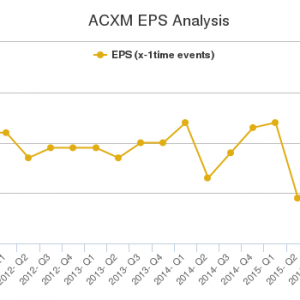 ACXM EPS Analysis
EPS (x-1time events)
2012- Q2
2012- Q3
2012- Q4
2013- Q1
2013- Q2
2013- Q3
2013- Q4
2014- Q1
2014- Q2
2014- Q3
2014- Q4
2015- Q1
2015- Q2